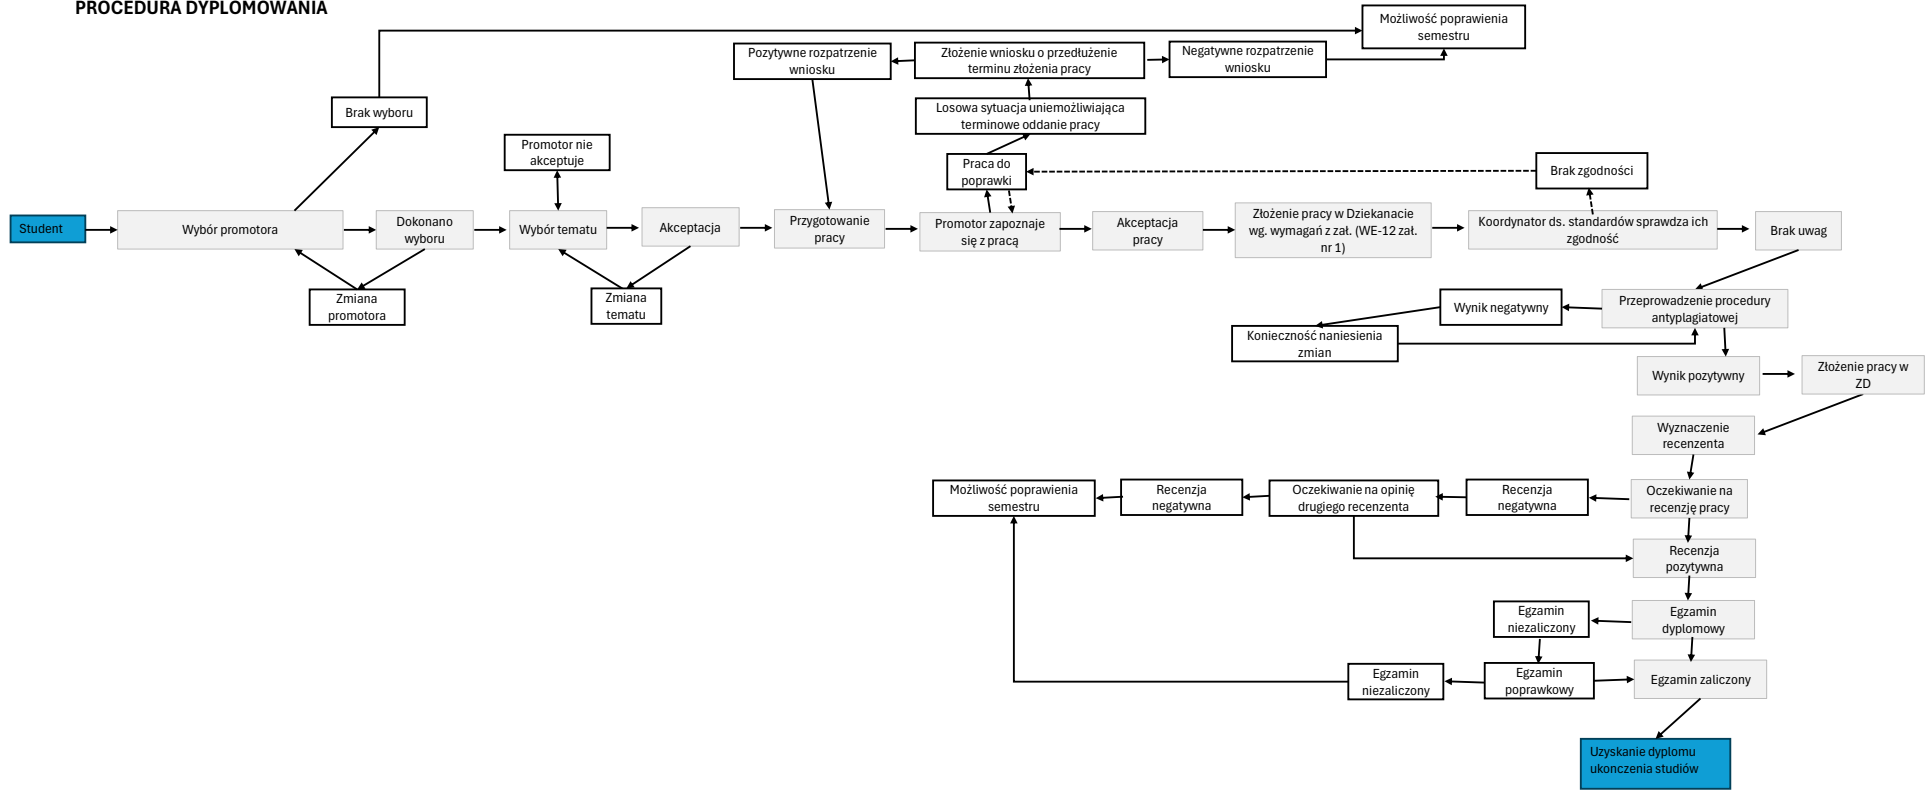 PROCEDURA DYPLOMOWANIA
Możliwość poprawienia
semestru
Pozytywne rozpatrzenie
wniosku
Złożenie wniosku o przedłużenie
terminu złożenia pracy
Negatywne rozpatrzenie
wniosku
Brak wyboru
Losowa sytuacja uniemożliwiająca
terminowe oddanie pracy
Promotor nie
akceptuje
Praca do
poprawki
Brak zgodności
Student
Wybór promotora
Dokonano
wyboru
Wybór tematu
Akceptacja
Przygotowanie
pracy
Promotor zapoznaje
się z pracą
Akceptacja
pracy
Złożenie pracy w Dziekanacie
wg. wymagań z zał. (WE-12 zał.
nr 1)
Koordynator ds. standardów sprawdza ich
zgodność
Brak uwag
Zmiana
promotora
Zmiana
tematu
Wynik negatywny
Przeprowadzenie procedury
antyplagiatowej
Konieczność naniesienia
zmian
Wynik pozytywny
Złożenie pracy w
ZD
Wyznaczenie
recenzenta
Możliwość poprawienia
semestru
Recenzja
negatywna
Oczekiwanie na opinię
drugiego recenzenta
Recenzja
negatywna
Oczekiwanie na
recenzję pracy
Recenzja
pozytywna
Egzamin
niezaliczony
Egzamin
dyplomowy
Egzamin
niezaliczony
Egzamin
poprawkowy
Egzamin zaliczony
Uzyskanie dyplomu
ukonczenia studiów